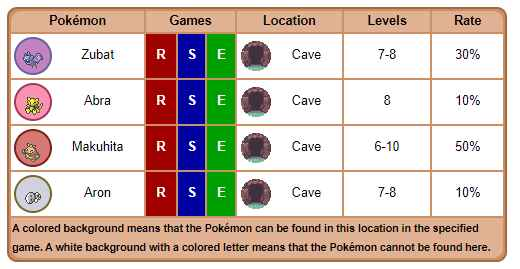 Pokémon Games Location Levels Rate
Zubat R S E Cave 7-8 30%
Abra R S E Cave 8 10%
Makuhita R S E Cave 6-10 50%
Aron R S E Cave 7-8 10%
A colored background means that the Pokémon can be found in this location in the specified
game. A white background with a colored letter means that the Pokémon cannot be found here.